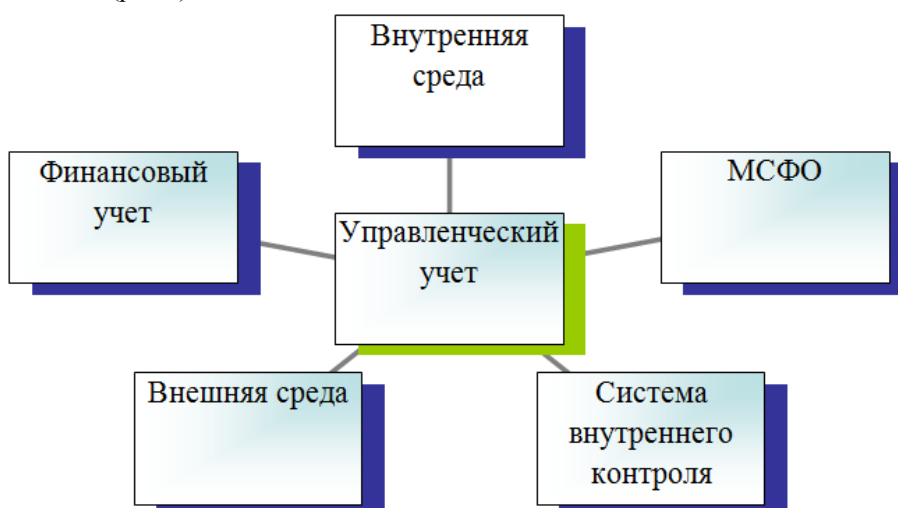 Внутренняя
среда
Финансовый
учет
МСФО
Управленческий
учет
Внешняя среда
Система
внутреннего
контроля